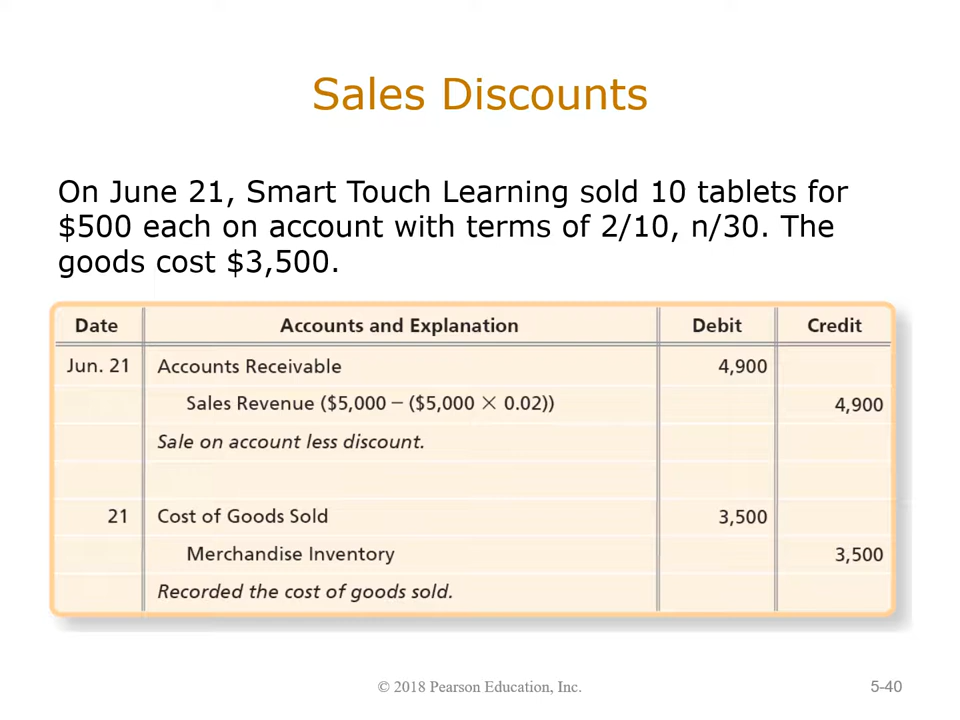 Sales Discounts
On June 21, Smart Touch Learning sold 10 tablets for
$500 each on account with terms of 2/10, n/30. The
goods cost $3,500.
Date Accounts and Explanation Debit Credit
Jun. 21 Accounts Receivable 4,900
Sales Revenue ($5,000 – ($5,000 × 0.02)) 4,900
Sale on account less discount.
21 Cost of Goods Sold 3,500
Merchandise Inventory 3,500
Recorded the cost of goods sold.
© 2018 Pearson Education, Inc. 5-40